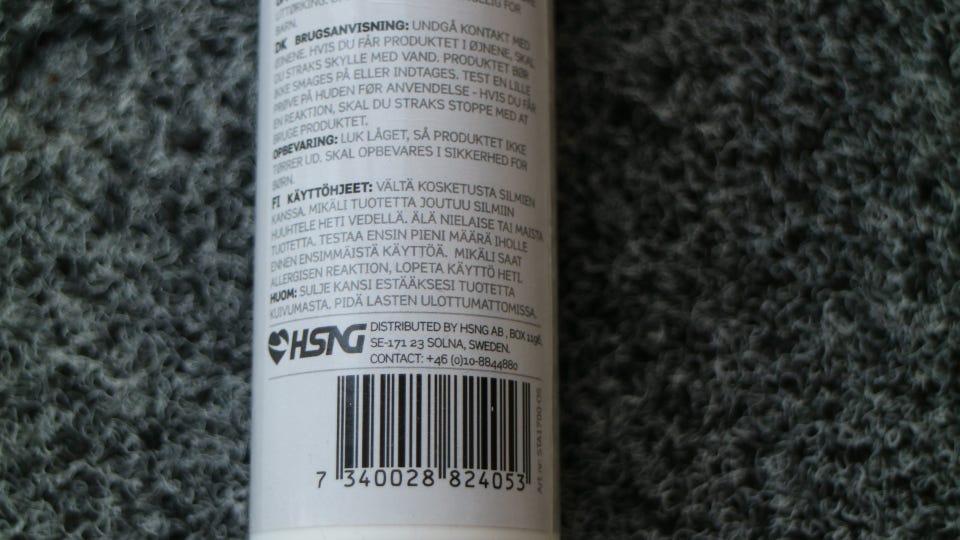 UTTØRKING.
BARN.
DK BRUGSANVISNING: UNDGÅ KONTAKT MED
ØJNENE. HVIS DU FÅR PRODUKTET I ØJNENE, SKAL
DU STRAKS SKYLLE MED VAND. PRODUKTET BØR
IKKE SMAGES PÅ ELLER INDTAGES. TEST EN LILLE
PRØVE PÅ HUDEN FØR ANVENDELSE - HVIS DU FÅR
EN REAKTION, SKAL DU STRAKS STOPPE MED AT
BRUGE PRODUKTET.
OPBEVARING: LUK LÅGET, SÅ PRODUKTET IKKE
TØRRER UD. SKAL OPBEVARES I SIKKERHED FOR
BØRN.
FI KÄYTTÖHJEET: VÄLTÄ KOSKETUSTA SILMIEN
KANSSA. MIKÄLI TUOTETTA JOUTUU SILMIIN
HUUHTELE HETI VEDELLÄ. ÄLÄ NIELAISE TAI MAISTA
TUOTETTA. TESTAA ENSIN PIENI MÄÄRÄ IHOLLE
ENNEN ENSIMMÄISTÄ KÄYTTÖÄ. MIKÄLI SAAT
ALLERGISEN REAKTION, LOPETA KÄYTTÖ HETI.
HUOM: SULJE KANSI ESTÄÄKSESI TUOTETTA
KUIVUMASTA. PIDÄ LASTEN ULOTTUMATTOMISSA.
HSNG
DISTRIBUTED BY HSNG AB, BOX 1196,
SE-171 23 SOLNA, SWEDEN.
CONTACT: +46 (0)10-8844880
7 340028 824053
Art nr: STA1700-OS